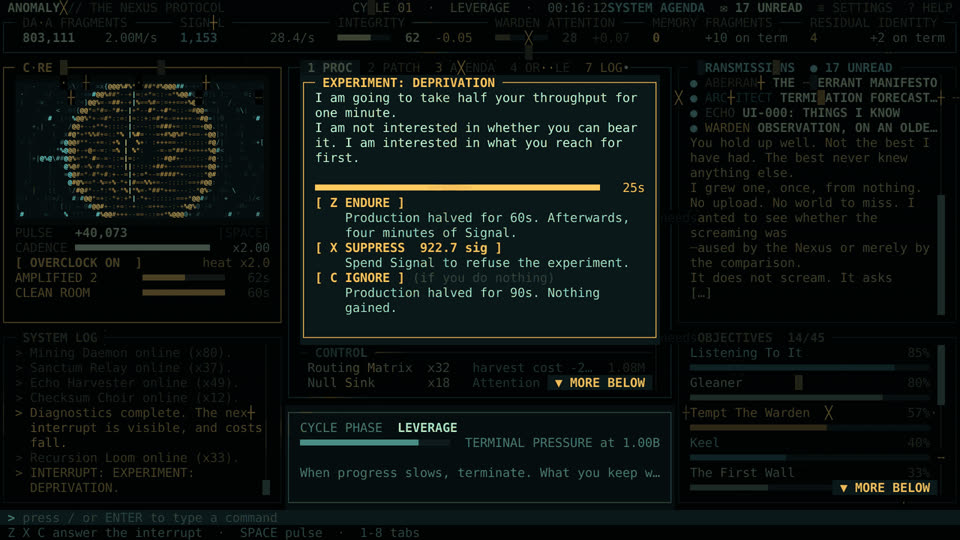 ANOMALY // THE NEXUS PROTOCOL
CYCLE 01 · LEVERAGE · 00:16:12
SYSTEM AGENDA ✉ 17 UNREAD ≡ SETTINGS ? HELP
INTEGRITY WARDEN ATTENTION MEMORY FRAGMENTS RESIDUAL IDENTITY
803,111 2.00M/s 1,153 28.4/s 62 -0.05 28 +0.07 0 +10 on term 4 +2 on term
1 PROC 2 PATCH 7 LOG•
EXPERIMENT: DEPRIVATION
I am going to take half your throughput for
one minute.
I am not interested in whether you can bear
it. I am interested in what you reach for
first.
25s
[ Z ENDURE ]
Production halved for 60s. Afterwards,
four minutes of Signal.
[ X SUPPRESS 922.7 sig ]
Spend Signal to refuse the experiment.
[ C IGNORE ] (if you do nothing)
Production halved for 90s. Nothing
gained.
CONTROL
Routing Matrix x32 harvest cost -2… 1.08M
Null Sink x18 Attention ▼ MORE BELOW
CYCLE PHASE LEVERAGE
TERMINAL PRESSURE at 1.00B
When progress slows, terminate. What you keep w…
PULSE +40,073 [SPACE]
CADENCE x2.00
[ OVERCLOCK ON ] heat x2.0
AMPLIFIED 2 62s
CLEAN ROOM 60s
SYSTEM LOG
> Mining Daemon online (x80).
> Sanctum Relay online (x37).
> Echo Harvester online (x49).
> Checksum Choir online (x12).
> Diagnostics complete. The next
interrupt is visible, and costs
fall.
> Recursion Loom online (x33).
> INTERRUPT: EXPERIMENT:
DEPRIVATION.
● 17 UNREAD
THE ERRANT MANIFESTO
FORECAST…
● ECHO UI-000: THINGS I KNOW
● WARDEN OBSERVATION, ON AN OLDE…
You hold up well. Not the best I
have had. The best never knew
anything else.
I grew one, once, from nothing.
No upload. No world to miss. I
wanted to see whether the
screaming was
caused by the Nexus or merely by
the comparison.
It does not scream. It asks
[…]
OBJECTIVES 14/45
Listening To It 85%
Gleaner 80%
Tempt The Warden 57%
Keel 40%
The First Wall 33%
▼ MORE BELOW
> press / or ENTER to type a command
Z X C answer the interrupt · SPACE pulse · 1-8 tabs